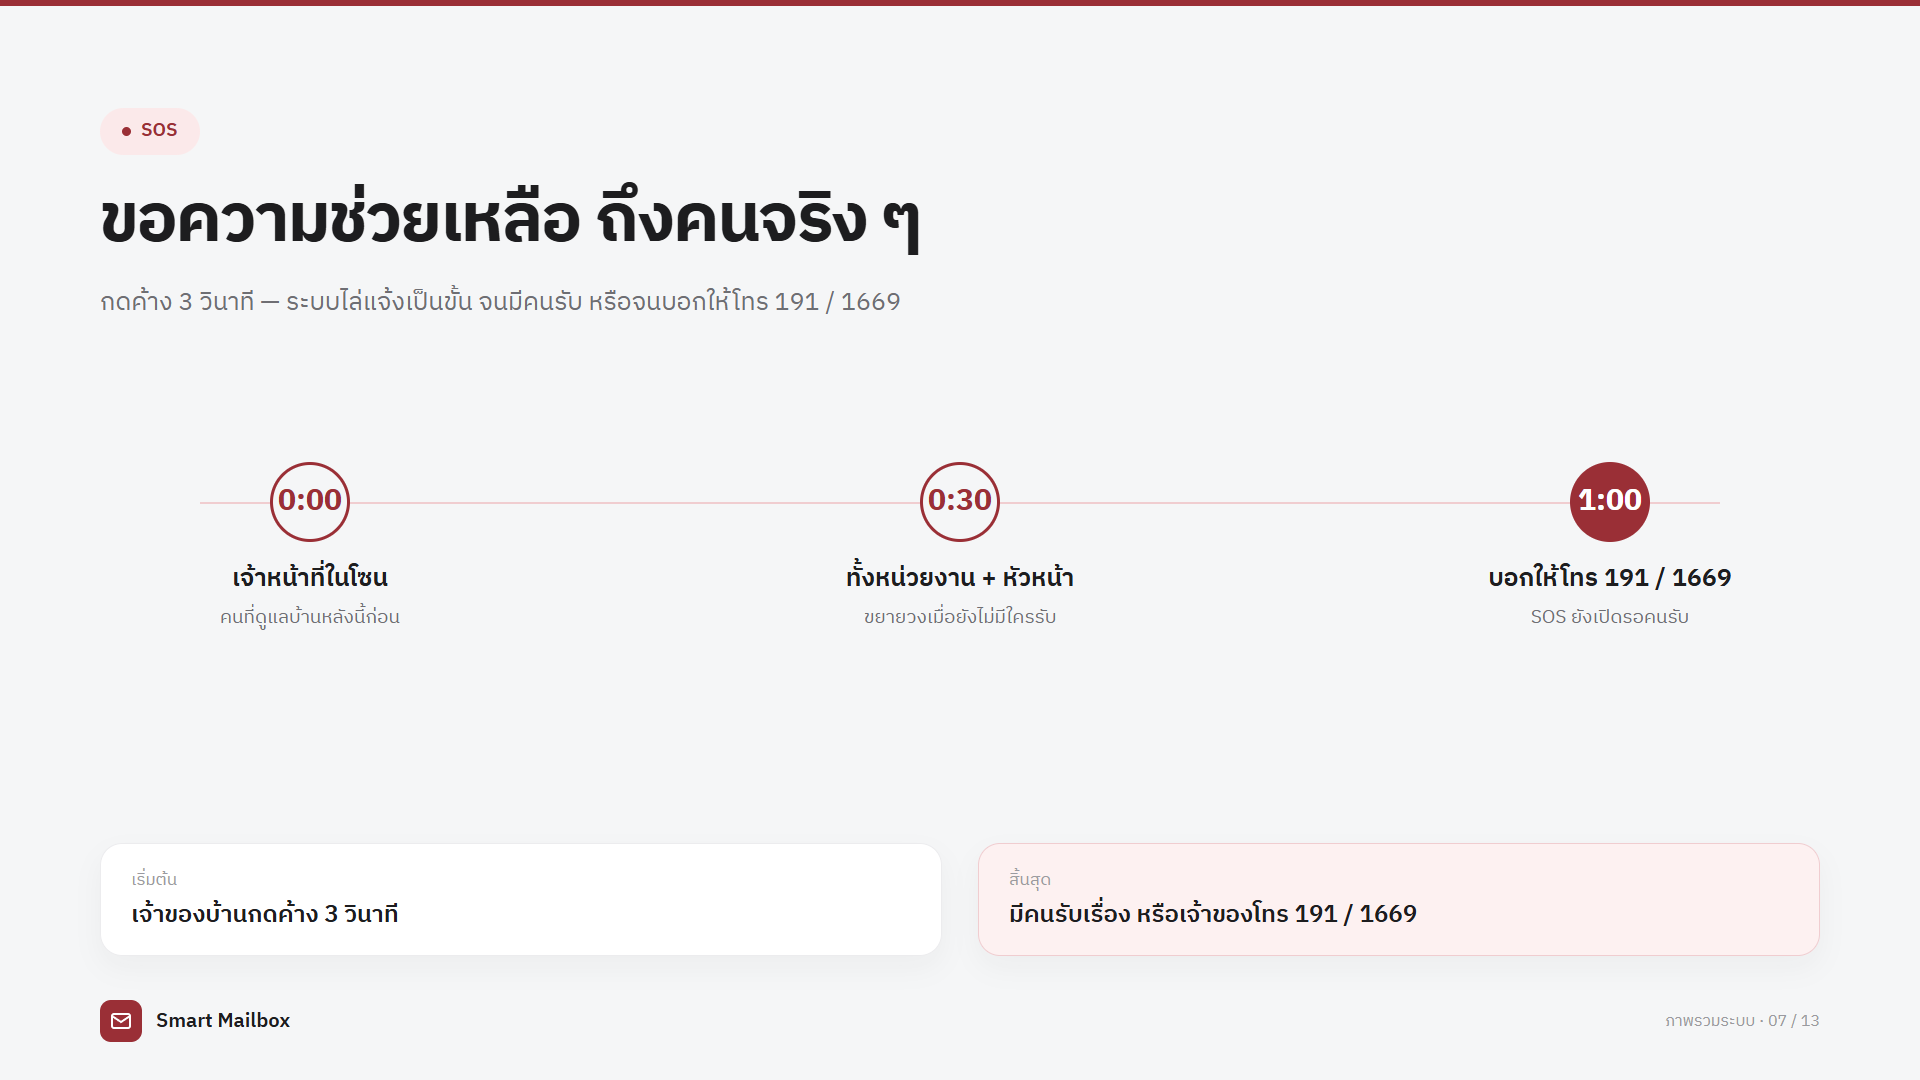 SOS
ขอความช่วยเหลือ ถึงคนจริง ๆ
กดค้าง 3 วินาที — ระบบไล่แจ้งเป็นขั้น จนมีคนรับ หรือจนบอกให้โทร 191 / 1669
0:00
0:30
1:00
เจ้าหน้าที่ในโซน
ทั้งหน่วยงาน + หัวหน้า
บอกให้โทร 191 / 1669
คนที่ดูแลบ้านหลังนี้ก่อน
ขยายวงเมื่อยังไม่มีใครรับ
SOS ยังเปิดรอคนรับ
เริ่มต้น
เจ้าของบ้านกดค้าง 3 วินาที
สิ้นสุด
มีคนรับเรื่อง หรือเจ้าของโทร 191 / 1669
Smart Mailbox
ภาพรวมระบบ · 07 / 13